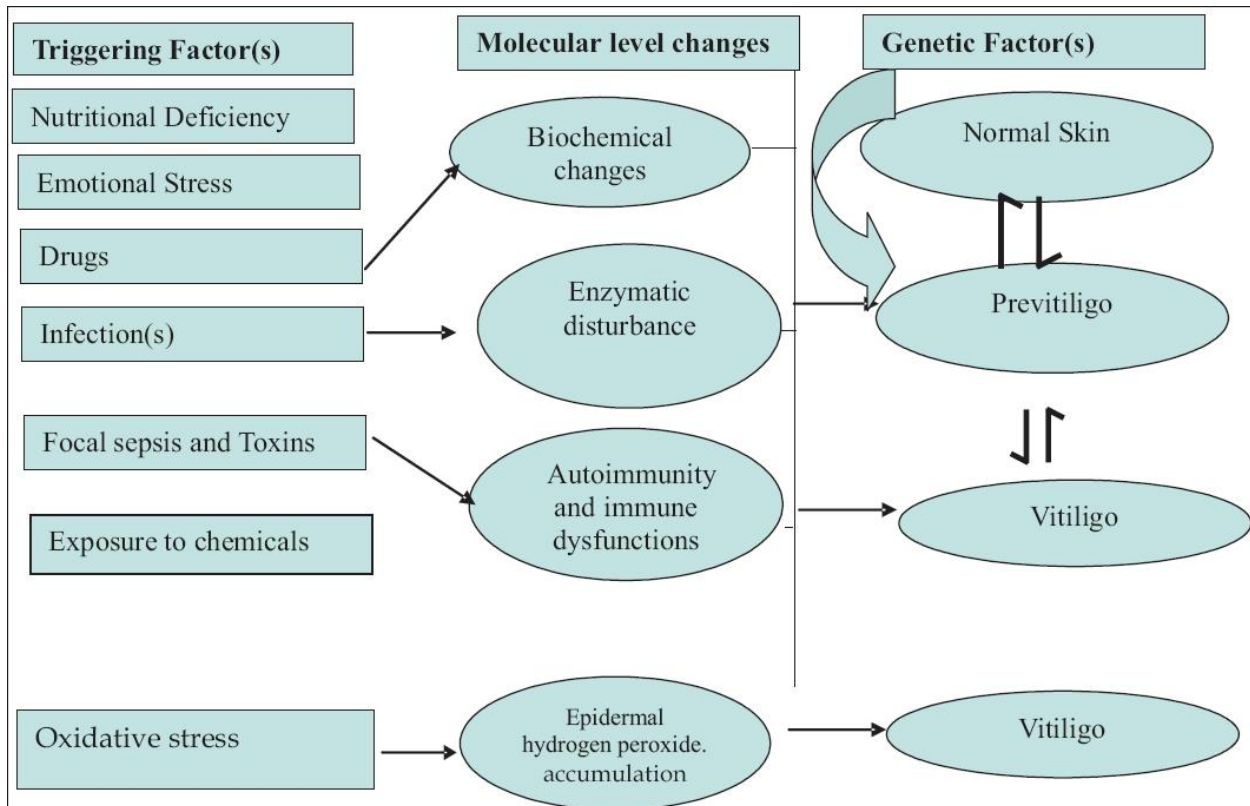 Triggering Factor(s)
Nutritional Deficiency
Emotional Stress
Drugs
Infection(s)
Focal sepsis and Toxins
Exposure to chemicals
Oxidative stress
Molecular level changes
Biochemical
changes
Enzymatic
disturbance
Autoimmunity
and immune
dysfunctions
Epidermal
hydrogen peroxide.
accumulation
Genetic Factor(s)
Normal Skin
Previtiligo
Vitiligo
Vitiligo